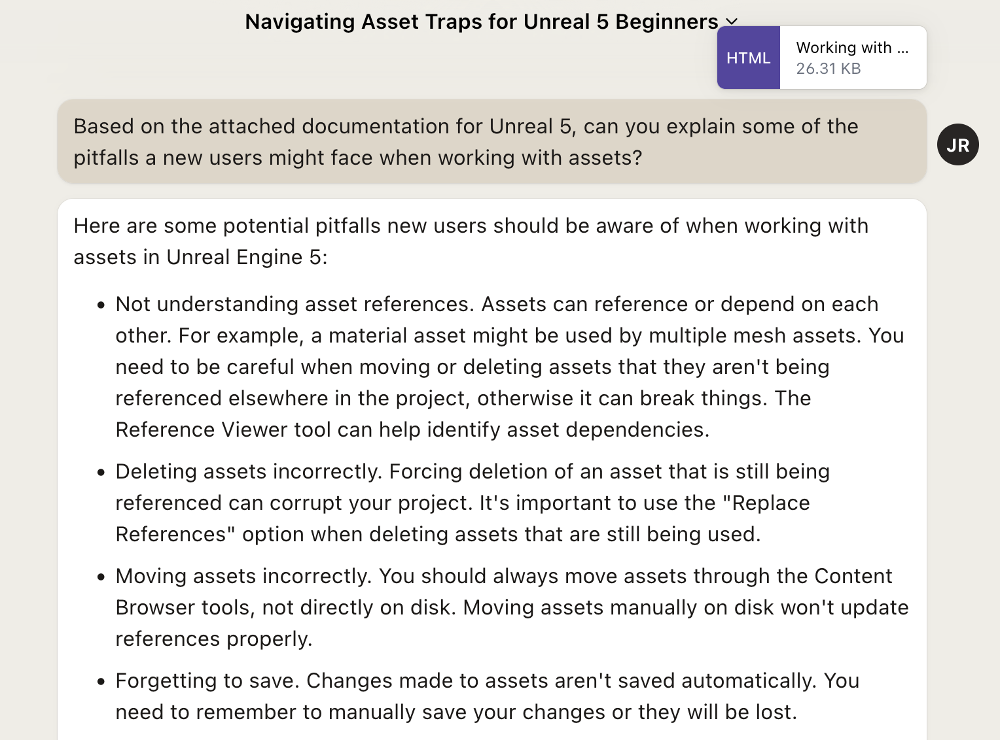 Navigating Asset Traps for Unreal 5 Beginners
HTML
Working with ...
26.31 KB
Based on the attached documentation for Unreal 5, can you explain some of the
pitfalls a new users might face when working with assets?
JR
Here are some potential pitfalls new users should be aware of when working with
assets in Unreal Engine 5:
• Not understanding asset references. Assets can reference or depend on each
other. For example, a material asset might be used by multiple mesh assets. You
need to be careful when moving or deleting assets that they aren't being
referenced elsewhere in the project, otherwise it can break things. The
Reference Viewer tool can help identify asset dependencies.
• Deleting assets incorrectly. Forcing deletion of an asset that is still being
referenced can corrupt your project. It's important to use the "Replace
References" option when deleting assets that are still being used.
• Moving assets incorrectly. You should always move assets through the Content
Browser tools, not directly on disk. Moving assets manually on disk won't update
references properly.
• Forgetting to save. Changes made to assets aren't saved automatically. You
need to remember to manually save your changes or they will be lost.